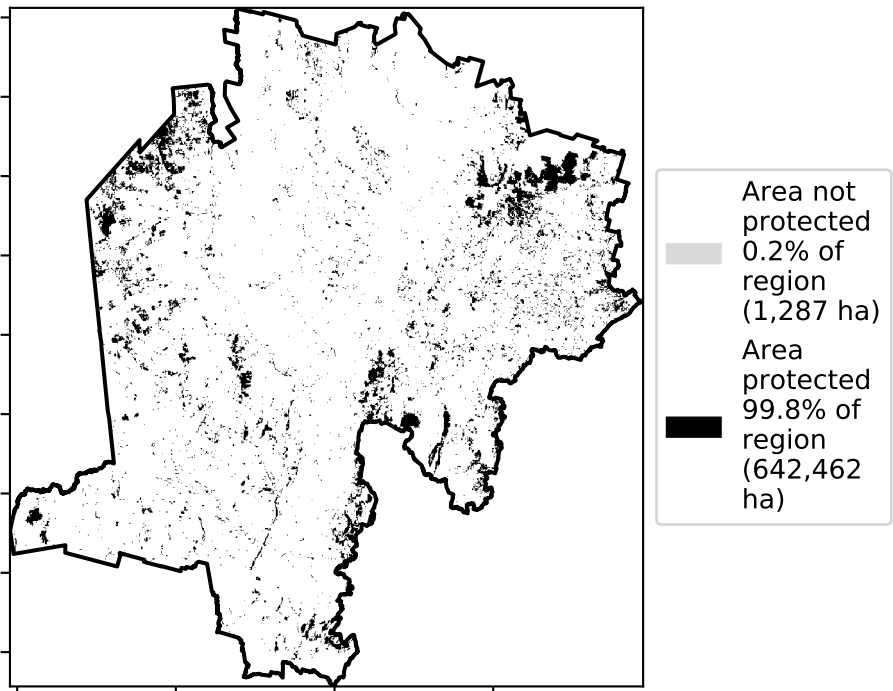 Area not
protected
0.2% of
region
(1,287 ha)
Area
protected
99.8% of
region
(642,462
ha)